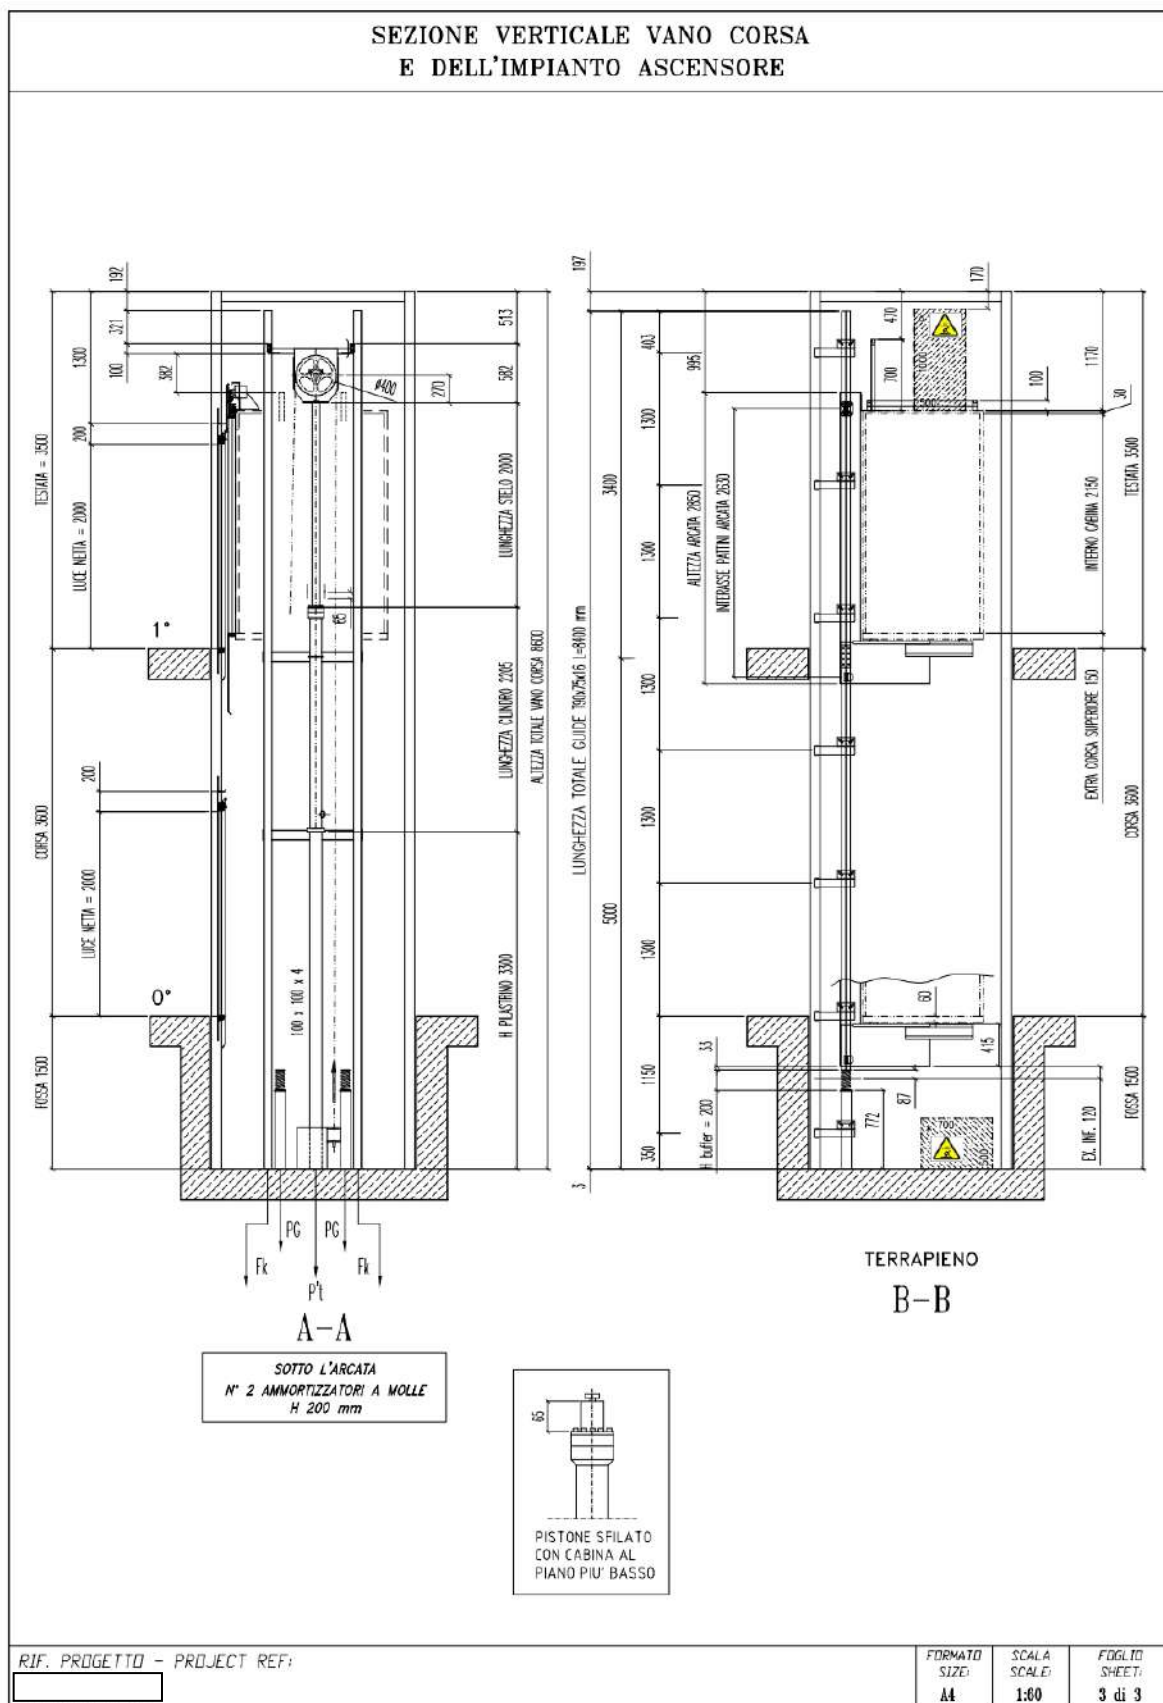 SEZIONE VERTICALE VANO CORSA
E DELL'IMPIANTO ASCENSORE
192
321
1300
100
382
200
TESTATA = 3500
LUCE NETTA = 2000
1°
200
CORSA 3600
LUCE NETTA = 2000
0°
FOSSA 1500
Ø400
270
65
100 x 100 x 4
513
582
LUNGHEZZA STELO 2000
LUNGHEZZA CILINDRO 2205
ALTEZZA TOTALE VANO CORSA 8600
H PILASTRINO 3300
Fk
PG
P't
PG
Fk
A-A
SOTTO L'ARCATA
N° 2 AMMORTIZZATORI A MOLLE
H 200 mm
197
403
995
1300
3400
1300
ALTEZZA ARCATA 2850
INTERASSE PATTINI ARCATA 2630
LUNGHEZZA TOTALE GUIDE T90x75x16 L=8400 mm
1300
1300
5000
1300
1300
33
1150
H buffer = 200
350
3
170
470
700
1000
500
100
1170
30
TESTATA 3500
INTERNO CABINA 2150
EXTRA CORSA SUPERIORE 150
CORSA 3600
60
415
87
772
700
500
EX. INF. 120
FOSSA 1500
TERRAPIENO
B-B
65
PISTONE SFILATO
CON CABINA AL
PIANO PIU' BASSO
RIF. PROGETTO - PROJECT REF:
FORMATO
SIZE:
A4
SCALA
SCALE:
1:60
FOGLIO
SHEET:
3 di 3